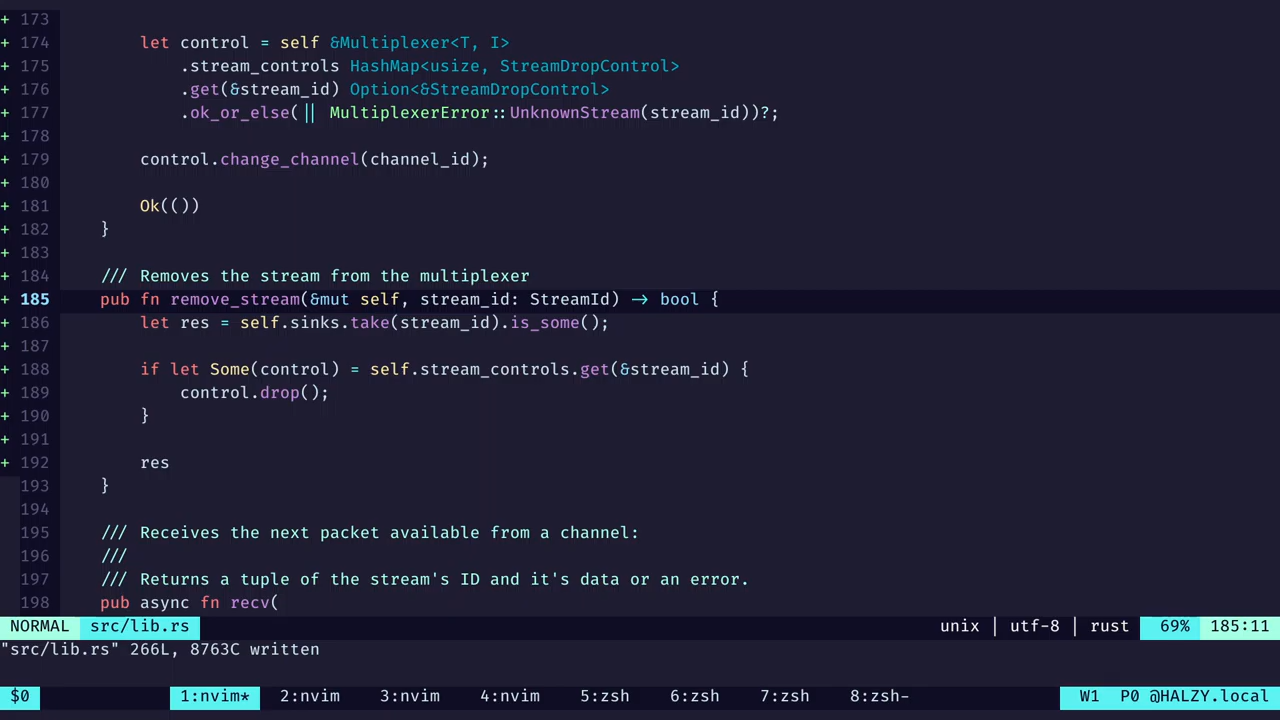 + 173
+ 174         let control = self &Multiplexer<T, I>
+ 175             .stream_controls HashMap<usize, StreamDropControl>
+ 176             .get(&stream_id) Option<&StreamDropControl>
+ 177             .ok_or_else(|| MultiplexerError::UnknownStream(stream_id))?;
+ 178
+ 179         control.change_channel(channel_id);
+ 180
+ 181         Ok(())
+ 182     }
+ 183
+ 184     /// Removes the stream from the multiplexer
+ 185     pub fn remove_stream(&mut self, stream_id: StreamId) -> bool {
+ 186         let res = self.sinks.take(stream_id).is_some();
+ 187
+ 188         if let Some(control) = self.stream_controls.get(&stream_id) {
+ 189             control.drop();
+ 190         }
+ 191
+ 192         res
  193     }
  194
  195     /// Receives the next packet available from a channel:
  196     ///
  197     /// Returns a tuple of the stream's ID and it's data or an error.
  198     pub async fn recv(
NORMAL  src/lib.rs  unix | utf-8 | rust  69%  185:11
"src/lib.rs" 266L, 8763C written
$0  1:nvim*  2:nvim  3:nvim  4:nvim  5:zsh  6:zsh  7:zsh  8:zsh-  W1  P0 @HALZY.local